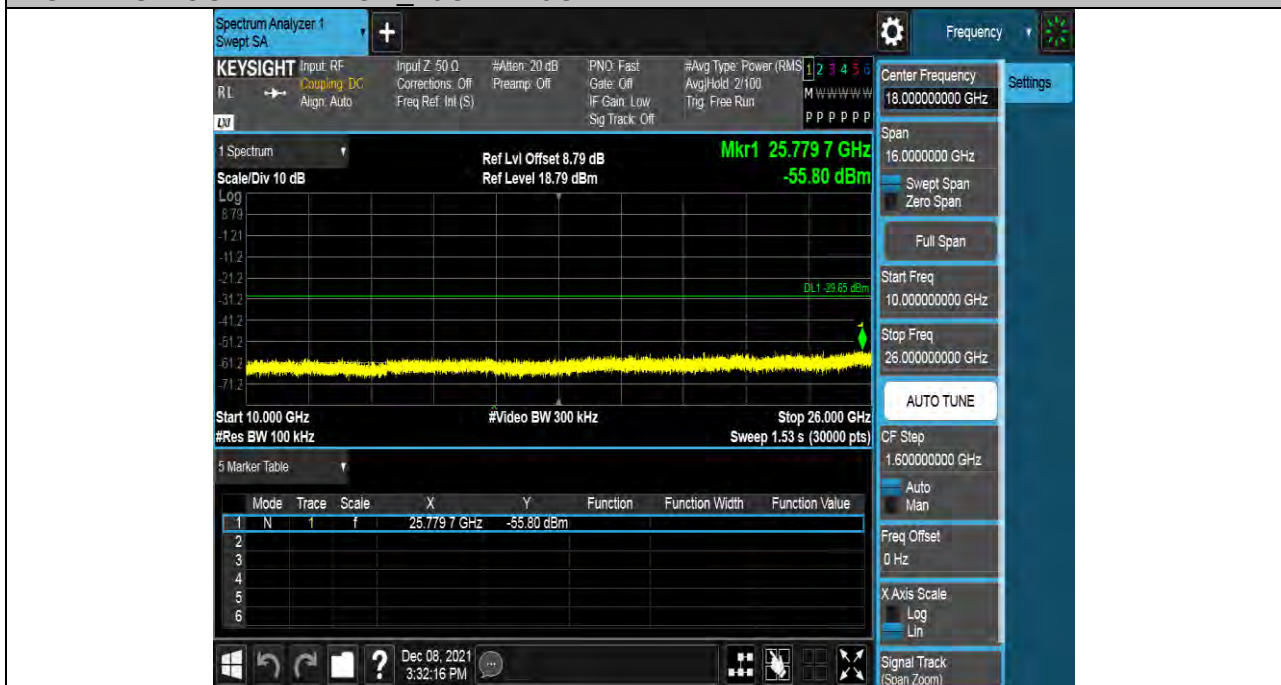 Spectrum Analyzer 1
Swept SA
+
Frequency
KEYSIGHT
RL
LXI
Input: RF
Coupling: DC
Align: Auto
Input Z: 50 Ω
Corrections: Off
Freq Ref: Int (S)
#Atten: 20 dB
Preamp: Off
PNO: Fast
Gate: Off
IF Gain: Low
Sig Track: Off
#Avg Type: Power (RMS
Avg|Hold: 2/100
Trig: Free Run
1 2 3 4 5 6
M W W W W W
P P P P P P
1 Spectrum
Scale/Div 10 dB
Ref Lvl Offset 8.79 dB
Ref Level 18.79 dBm
Mkr1 25.779 7 GHz
-55.80 dBm
Log
8.79
-1.21
-11.2
-21.2
-31.2
-41.2
-51.2
-61.2
-71.2
DL1 -29.65 dBm
Start 10.000 GHz
#Video BW 300 kHz
Stop 26.000 GHz
#Res BW 100 kHz
Sweep 1.53 s (30000 pts)
5 Marker Table
Mode Trace Scale X Y Function Function Width Function Value
1 N 1 f 25.779 7 GHz -55.80 dBm
2
3
4
5
6
?
Dec 08, 2021
3:32:16 PM
Settings
Center Frequency
18.000000000 GHz
Span
16.0000000 GHz
Swept Span
Zero Span
Full Span
Start Freq
10.000000000 GHz
Stop Freq
26.000000000 GHz
AUTO TUNE
CF Step
1.600000000 GHz
Auto
Man
Freq Offset
0 Hz
X Axis Scale
Log
Lin
Signal Track
(Span Zoom)